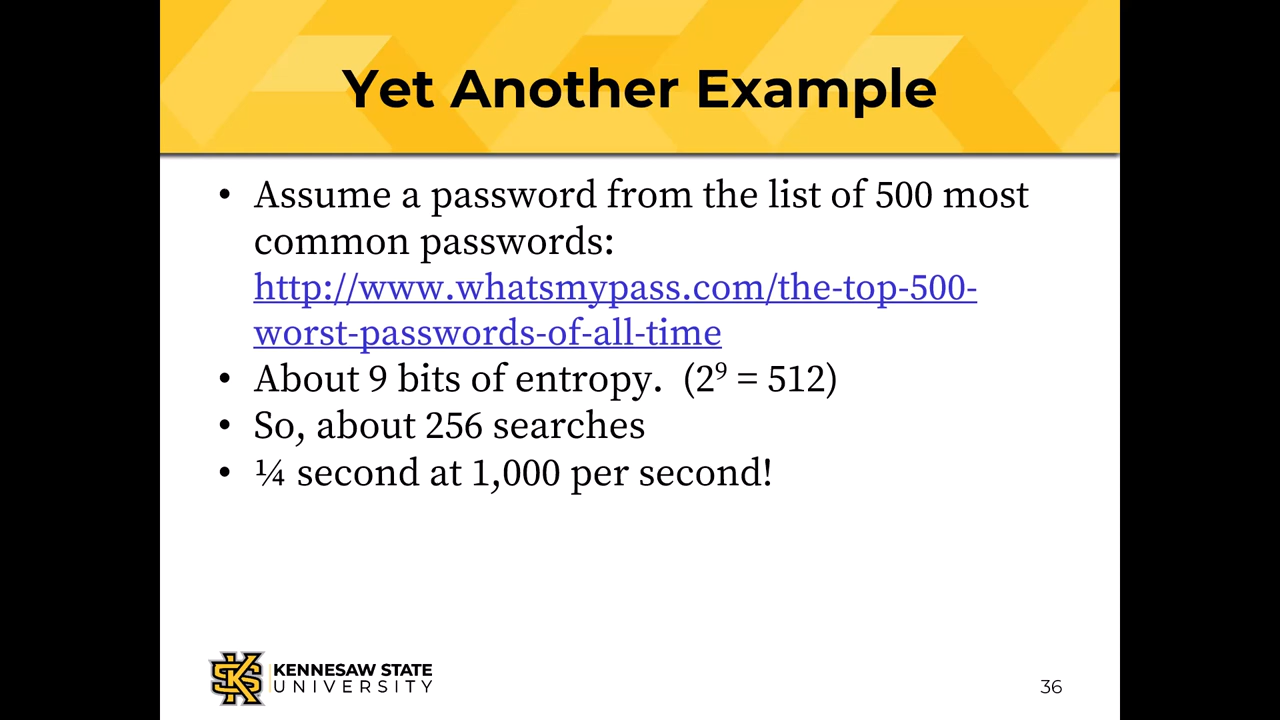 Yet Another Example
• Assume a password from the list of 500 most
common passwords:
http://www.whatsmypass.com/the-top-500-
worst-passwords-of-all-time
• About 9 bits of entropy.  (2⁹ = 512)
• So, about 256 searches
• ¼ second at 1,000 per second!
KS
KENNESAW STATE
UNIVERSITY
36